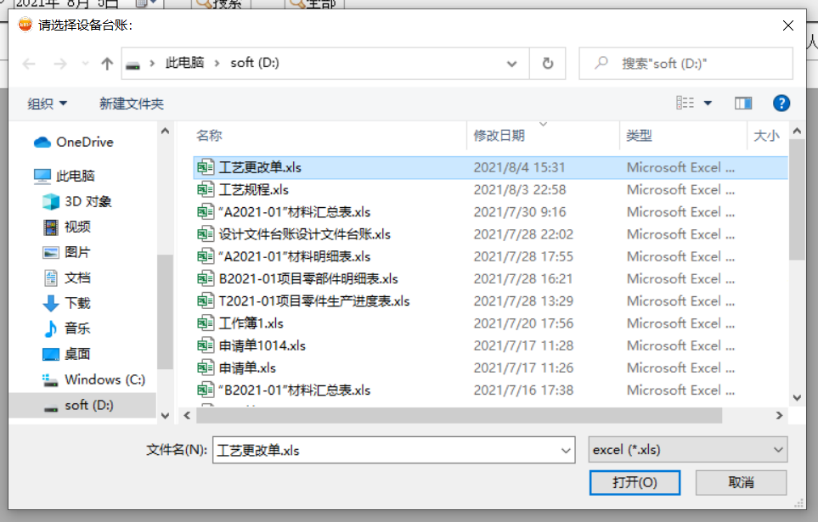 2021年 8月 5日 搜索 全部
请选择设备台账:
此电脑 › soft (D:) 搜索"soft (D:)"
组织 新建文件夹
OneDrive
此电脑
3D 对象
视频
图片
文档
下载
音乐
桌面
Windows (C:)
soft (D:)
名称 修改日期 类型 大小
工艺更改单.xls 2021/8/4 15:31 Microsoft Excel ...
工艺规程.xls 2021/8/3 22:58 Microsoft Excel ...
“A2021-01”材料汇总表.xls 2021/7/30 9:16 Microsoft Excel ...
设计文件台账设计文件台账.xls 2021/7/28 22:02 Microsoft Excel ...
“A2021-01”材料明细表.xls 2021/7/28 17:55 Microsoft Excel ...
B2021-01项目零部件明细表.xls 2021/7/28 16:21 Microsoft Excel ...
T2021-01项目零件生产进度表.xls 2021/7/28 13:29 Microsoft Excel ...
工作簿1.xls 2021/7/20 17:56 Microsoft Excel ...
申请单1014.xls 2021/7/17 11:28 Microsoft Excel ...
申请单.xls 2021/7/17 11:26 Microsoft Excel ...
“B2021-01”材料汇总表.xls 2021/7/16 17:38 Microsoft Excel ...
文件名(N): 工艺更改单.xls excel (*.xls)
打开(O) 取消